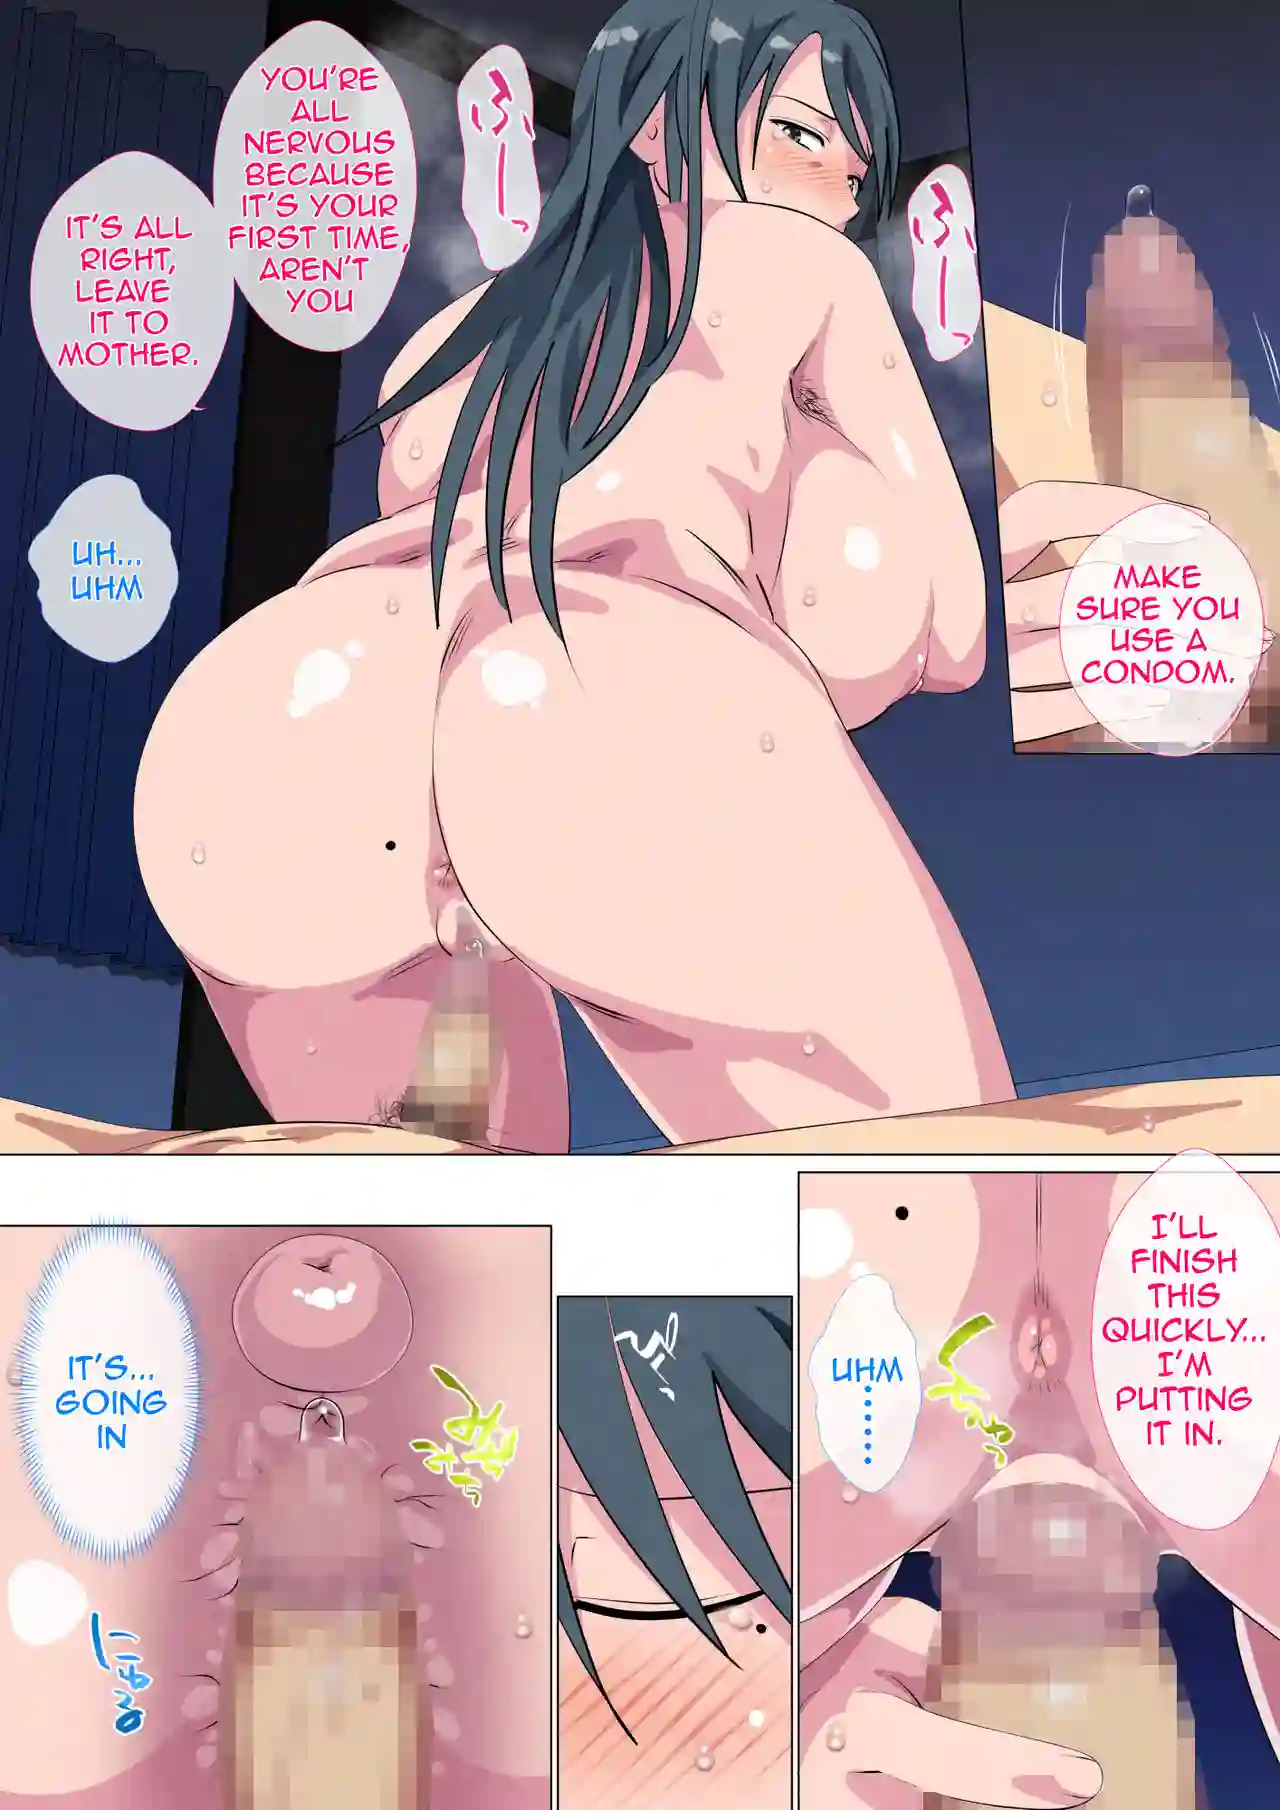 MAKE
SURE YOU
USE A
CONDOM.
ふーっ
ふーっ
YOU'RE
ALL
NERVOUS
BECAUSE
IT'S YOUR
FIRST TIME,
AREN'T
YOU
IT'S ALL
RIGHT,
LEAVE
IT TO
MOTHER.
UH...
UHM
I'LL
FINISH
THIS
QUICKLY...
I'M
PUTTING
IT IN.
UHM
......
IT'S...
GOING
IN